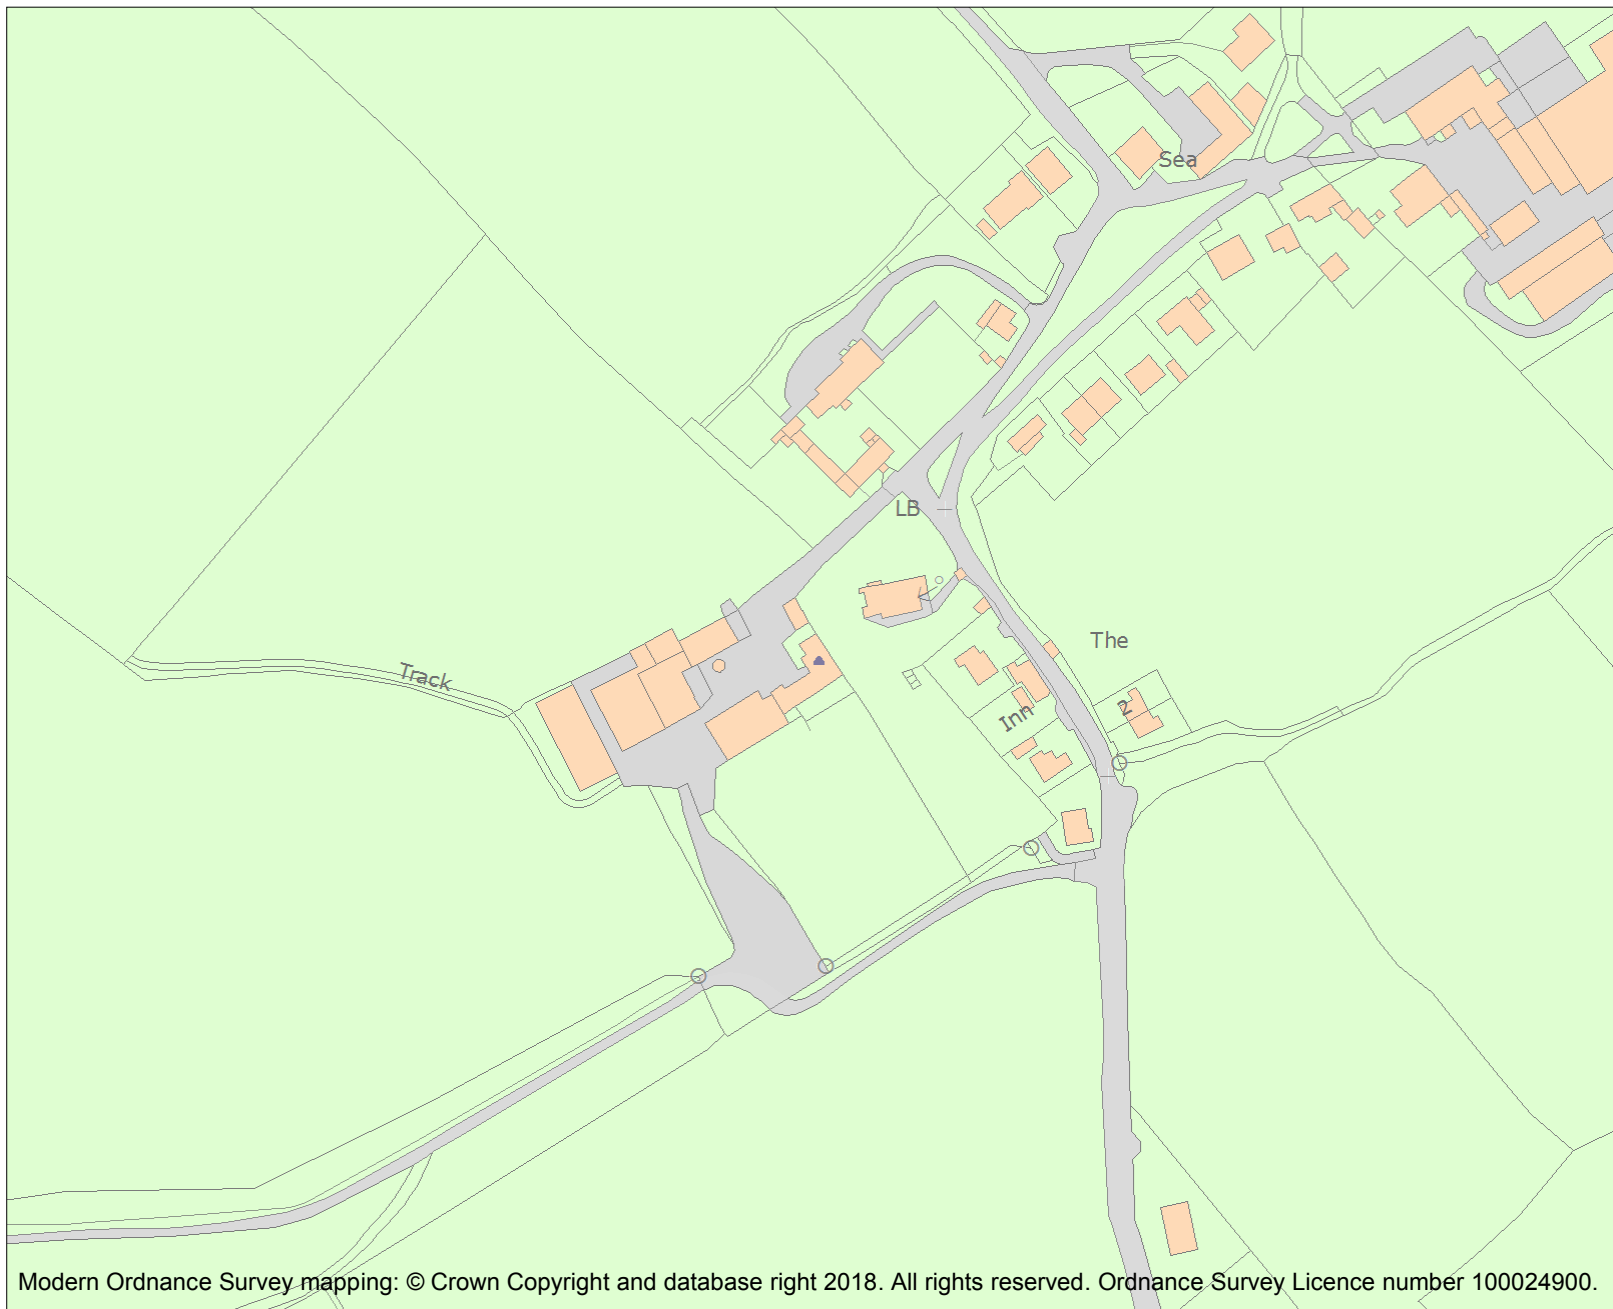 Sea
LB
The
Track
2
Inn
Modern Ordnance Survey mapping: © Crown Copyright and database right 2018. All rights reserved. Ordnance Survey Licence number 100024900.